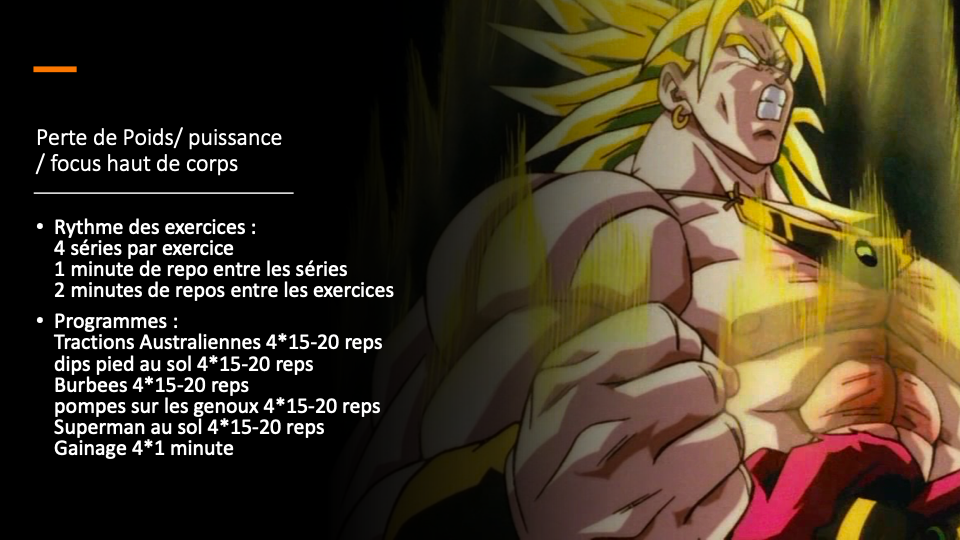 Perte de Poids/ puissance
/ focus haut de corps
• Rythme des exercices :
4 séries par exercice
1 minute de repo entre les séries
2 minutes de repos entre les exercices
• Programmes :
Tractions Australiennes 4*15-20 reps
dips pied au sol 4*15-20 reps
Burbees 4*15-20 reps
pompes sur les genoux 4*15-20 reps
Superman au sol 4*15-20 reps
Gainage 4*1 minute